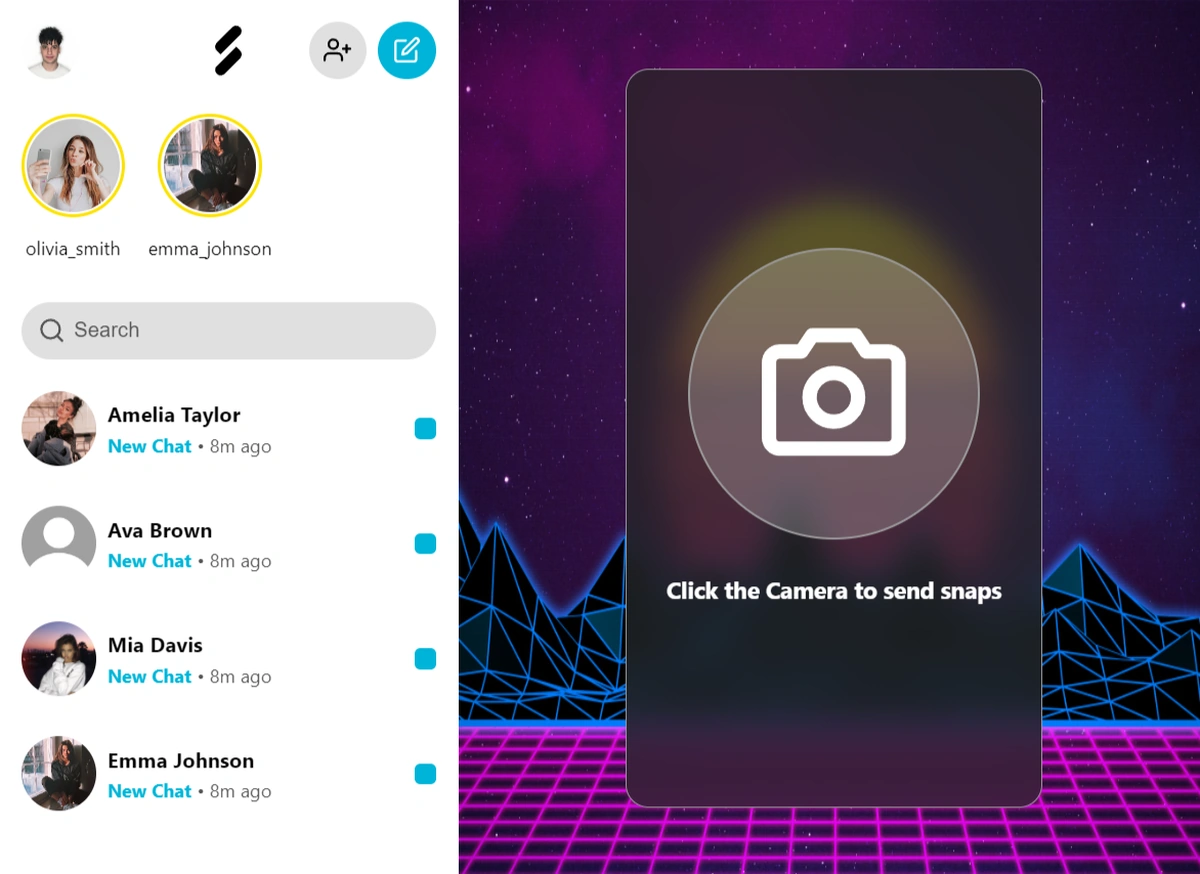 olivia_smith
emma_johnson
Search
Amelia Taylor
New Chat • 8m ago
Ava Brown
New Chat • 8m ago
Mia Davis
New Chat • 8m ago
Emma Johnson
New Chat • 8m ago
Click the Camera to send snaps